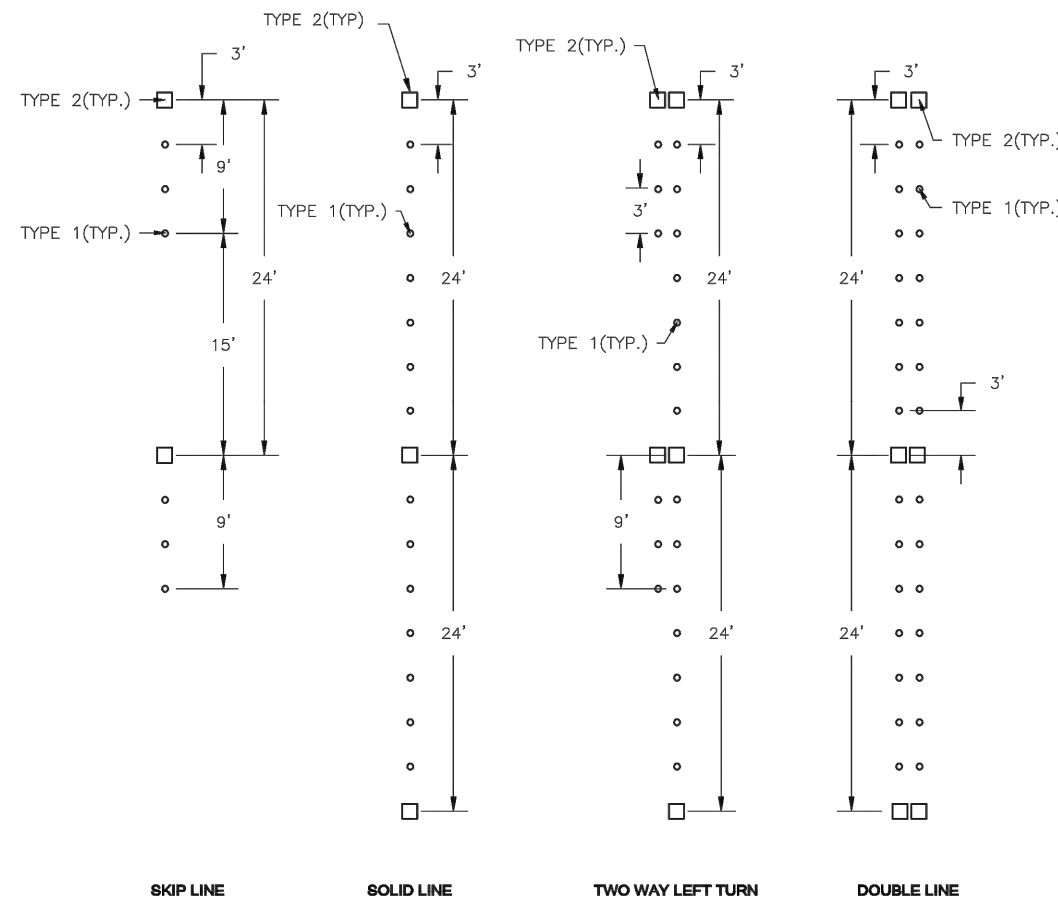 TYPE 2(TYP)
3'
TYPE 2(TYP.)
9'
TYPE 1(TYP.)
24'
15'
9'
SKIP LINE
3'
TYPE 1(TYP.)
24'
24'
SOLID LINE
TYPE 2(TYP.)
3'
3'
24'
TYPE 1(TYP.)
9'
24'
TWO WAY LEFT TURN
3'
TYPE 2(TYP.)
TYPE 1(TYP.)
24'
3'
24'
DOUBLE LINE